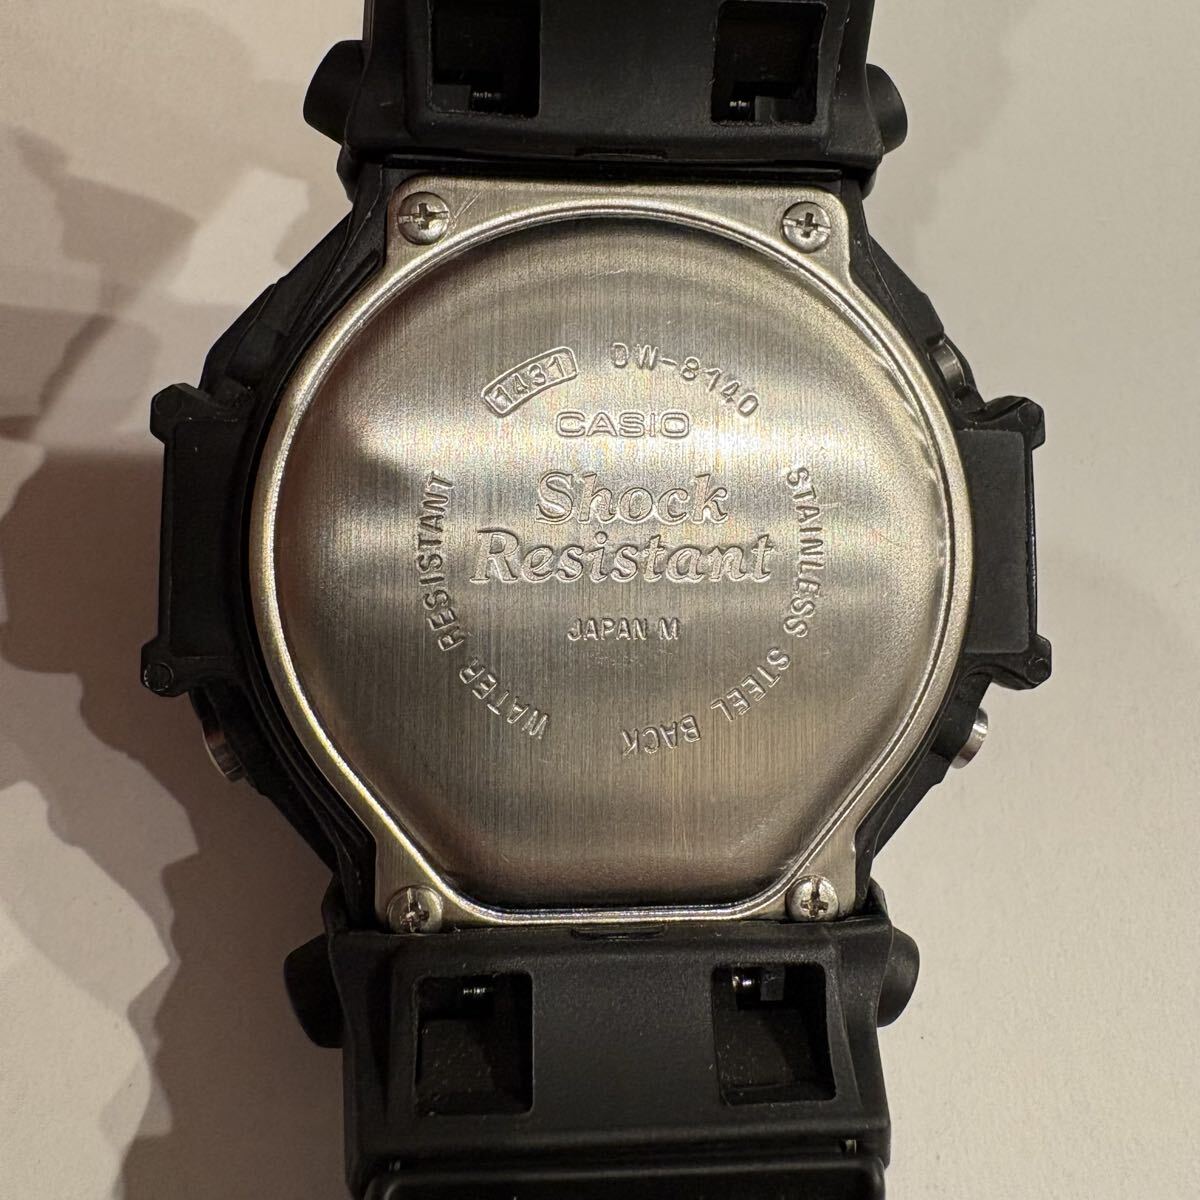 1431 DW-8140
CASIO
Shock
Resistant
JAPAN M
WATER RESISTANT
STAINLESS STEEL BACK